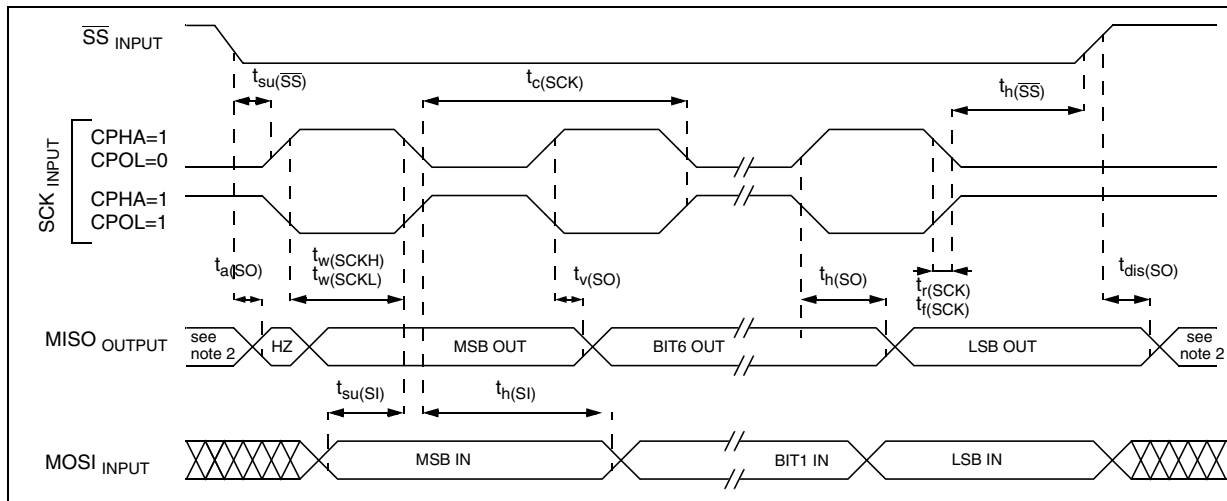 SS INPUT
tsu(SS)
tc(SCK)
th(SS)
SCK INPUT
CPHA=1
CPOL=0
CPHA=1
CPOL=1
ta(SO)
tw(SCKH)
tw(SCKL)
tv(SO)
th(SO)
tr(SCK)
tf(SCK)
tdis(SO)
MISO OUTPUT
see note 2
HZ
MSB OUT
BIT6 OUT
LSB OUT
see note 2
tsu(SI)
th(SI)
MOSI INPUT
MSB IN
BIT1 IN
LSB IN